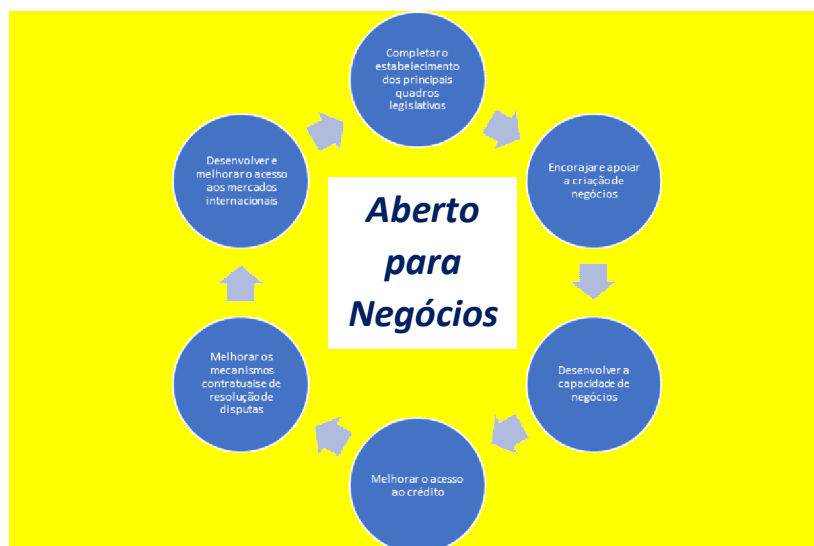 Completar o
estabelecimento
dos principais
quadros
legislativos
Encorajar e apoiar
a criação de
negócios
Desenvolver a
capacidade de
negócios
Melhorar o acesso
ao crédito
Melhorar os
mecanismos
contratuais e de
resolução de
disputas
Desenvolver e
melhorar o acesso
aos mercados
internacionais
Aberto
para
Negócios